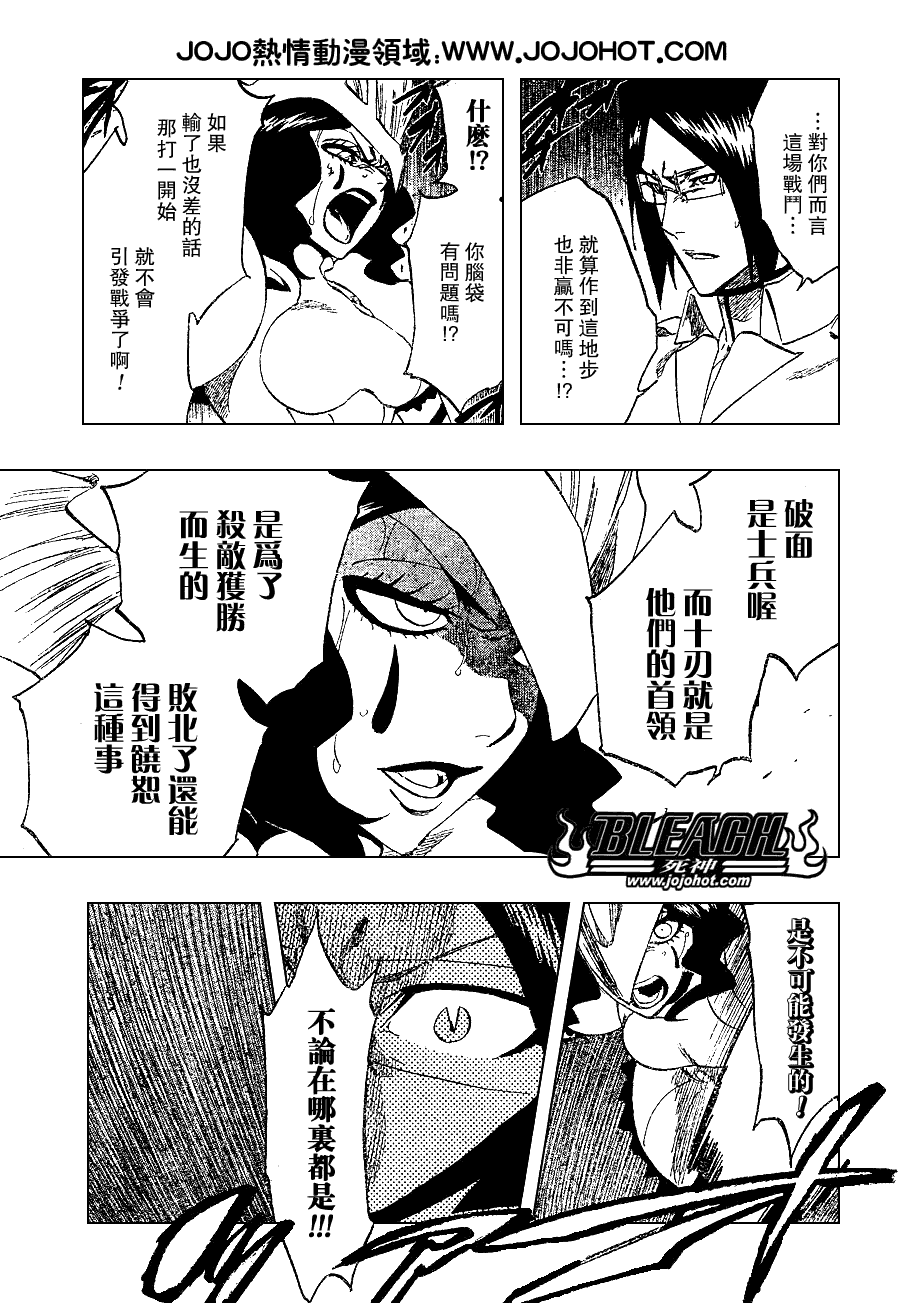 JOJO熱情動漫領域:WWW.JOJOHOT.COM
…對你們而言
這場戰鬥…
就算作到這地步
也非贏不可嗎…!?
什麼!?
你腦袋
有問題嗎!?
如果
輸了也沒差的話
那打一開始
就不會
引發戰爭了啊!
破面
是士兵喔
而十刃就是
他們的首領
是爲了
殺敵獲勝
而生的
敗北了還能
得到饒恕
這種事
BLEACH
死神
www.jojohot.com
是不可能發生的!
不論在哪裏都是!!!